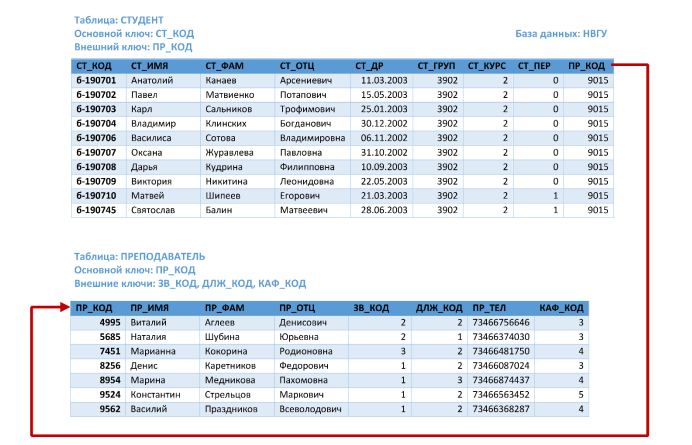 Таблица: СТУДЕНТ
Основной ключ: СТ_КОД База данных: НВГУ
Внешний ключ: ПР_КОД
СТ_КОД СТ_ИМЯ СТ_ФАМ СТ_ОТЦ СТ_ДР СТ_ГРУП СТ_КУРС СТ_ПЕР ПР_КОД
6-190701 Анатолий Канаев Арсениевич 11.03.2003 3902 2 0 9015
6-190702 Павел Матвиенко Потапович 15.05.2003 3902 2 0 9015
6-190703 Карл Сальников Трофимович 25.01.2003 3902 2 0 9015
6-190704 Владимир Клинских Богданович 30.12.2002 3902 2 0 9015
6-190706 Василиса Сотова Владимировна 06.11.2002 3902 2 0 9015
6-190707 Оксана Журавлева Павловна 31.10.2002 3902 2 0 9015
6-190708 Дарья Кудрина Филипповна 10.09.2003 3902 2 0 9015
6-190709 Виктория Никитина Леонидовна 22.05.2003 3902 2 0 9015
6-190710 Матвей Шипеев Егорович 21.03.2003 3902 2 1 9015
6-190745 Святослав Балин Матвеевич 28.06.2003 3902 2 1 9015
Таблица: ПРЕПОДАВАТЕЛЬ
Основной ключ: ПР_КОД
Внешние ключи: ЗВ_КОД, ДЛЖ_КОД, КАФ_КОД
ПР_КОД ПР_ИМЯ ПР_ФАМ ПР_ОТЦ ЗВ_КОД ДЛЖ_КОД ПР_ТЕЛ КАФ_КОД
4995 Виталий Аглеев Денисович 2 2 73466756646 3
5685 Наталия Шубина Юрьевна 2 1 73466374030 3
7451 Марианна Кокорина Родионовна 3 2 73466481750 4
8256 Денис Каретников Федорович 1 2 73466087024 3
8954 Марина Медникова Пахомовна 1 3 73466874437 4
9524 Константин Стрельцов Маркович 1 2 73466563452 5
9562 Василий Праздников Всеволодович 1 2 73466368287 4